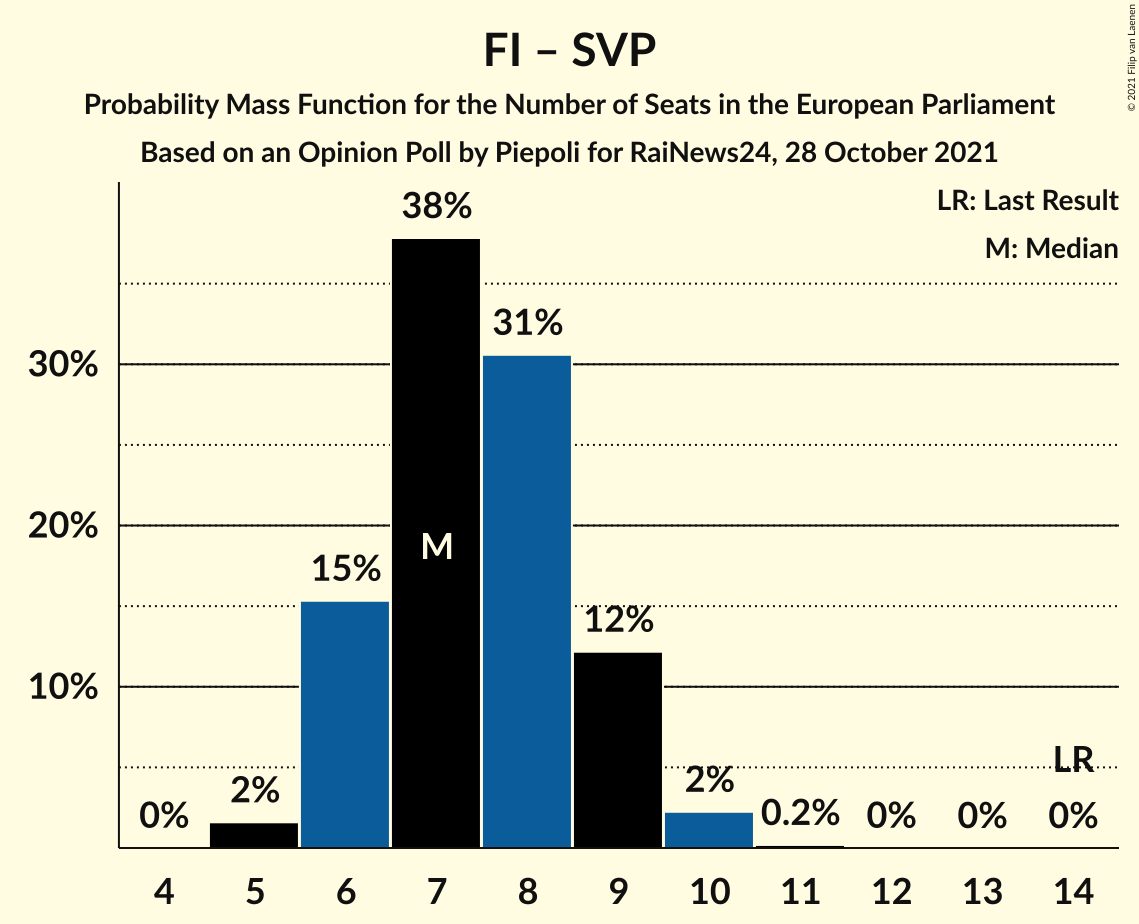 FI – SVP
Probability Mass Function for the Number of Seats in the European Parliament
Based on an Opinion Poll by Piepoli for RaiNews24, 28 October 2021
© 2021 Filip van Laenen
LR: Last Result
M: Median
38%
31%
30%
20%
M
15%
12%
10%
LR
2%
2%
0%
0.2%
0%
0%
0%
4 5 6 7 8 9 10 11 12 13 14